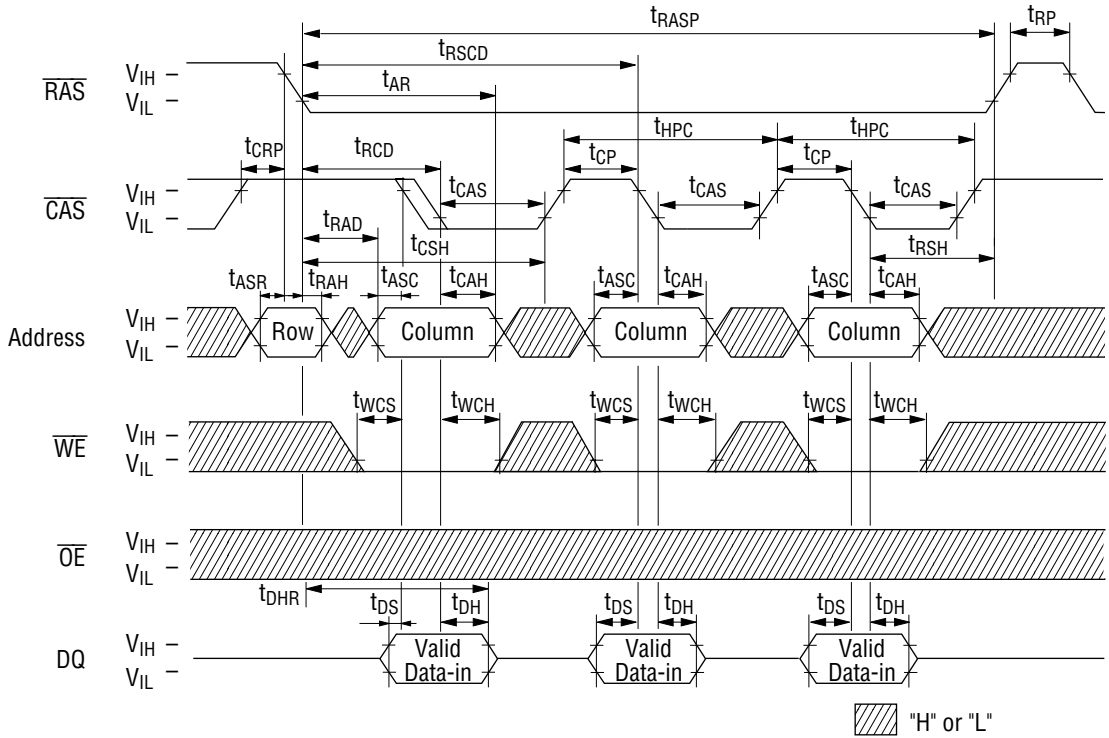 tRASP tRP
tRSCD
RAS VIH VIL tAR
tHPC tHPC
tCRP tRCD tCP tCP
CAS VIH VIL tCAS tCAS tCAS
tRAD tCSH tRSH
tASR tRAH tASC tCAH tASC tCAH tASC tCAH
Address VIH VIL Row Column Column Column
tWCS tWCH tWCS tWCH tWCS tWCH
WE VIH VIL
OE VIH VIL
tDHR tDS tDH tDS tDH tDS tDH
DQ VIH VIL Valid Data-in Valid Data-in Valid Data-in
"H" or "L"